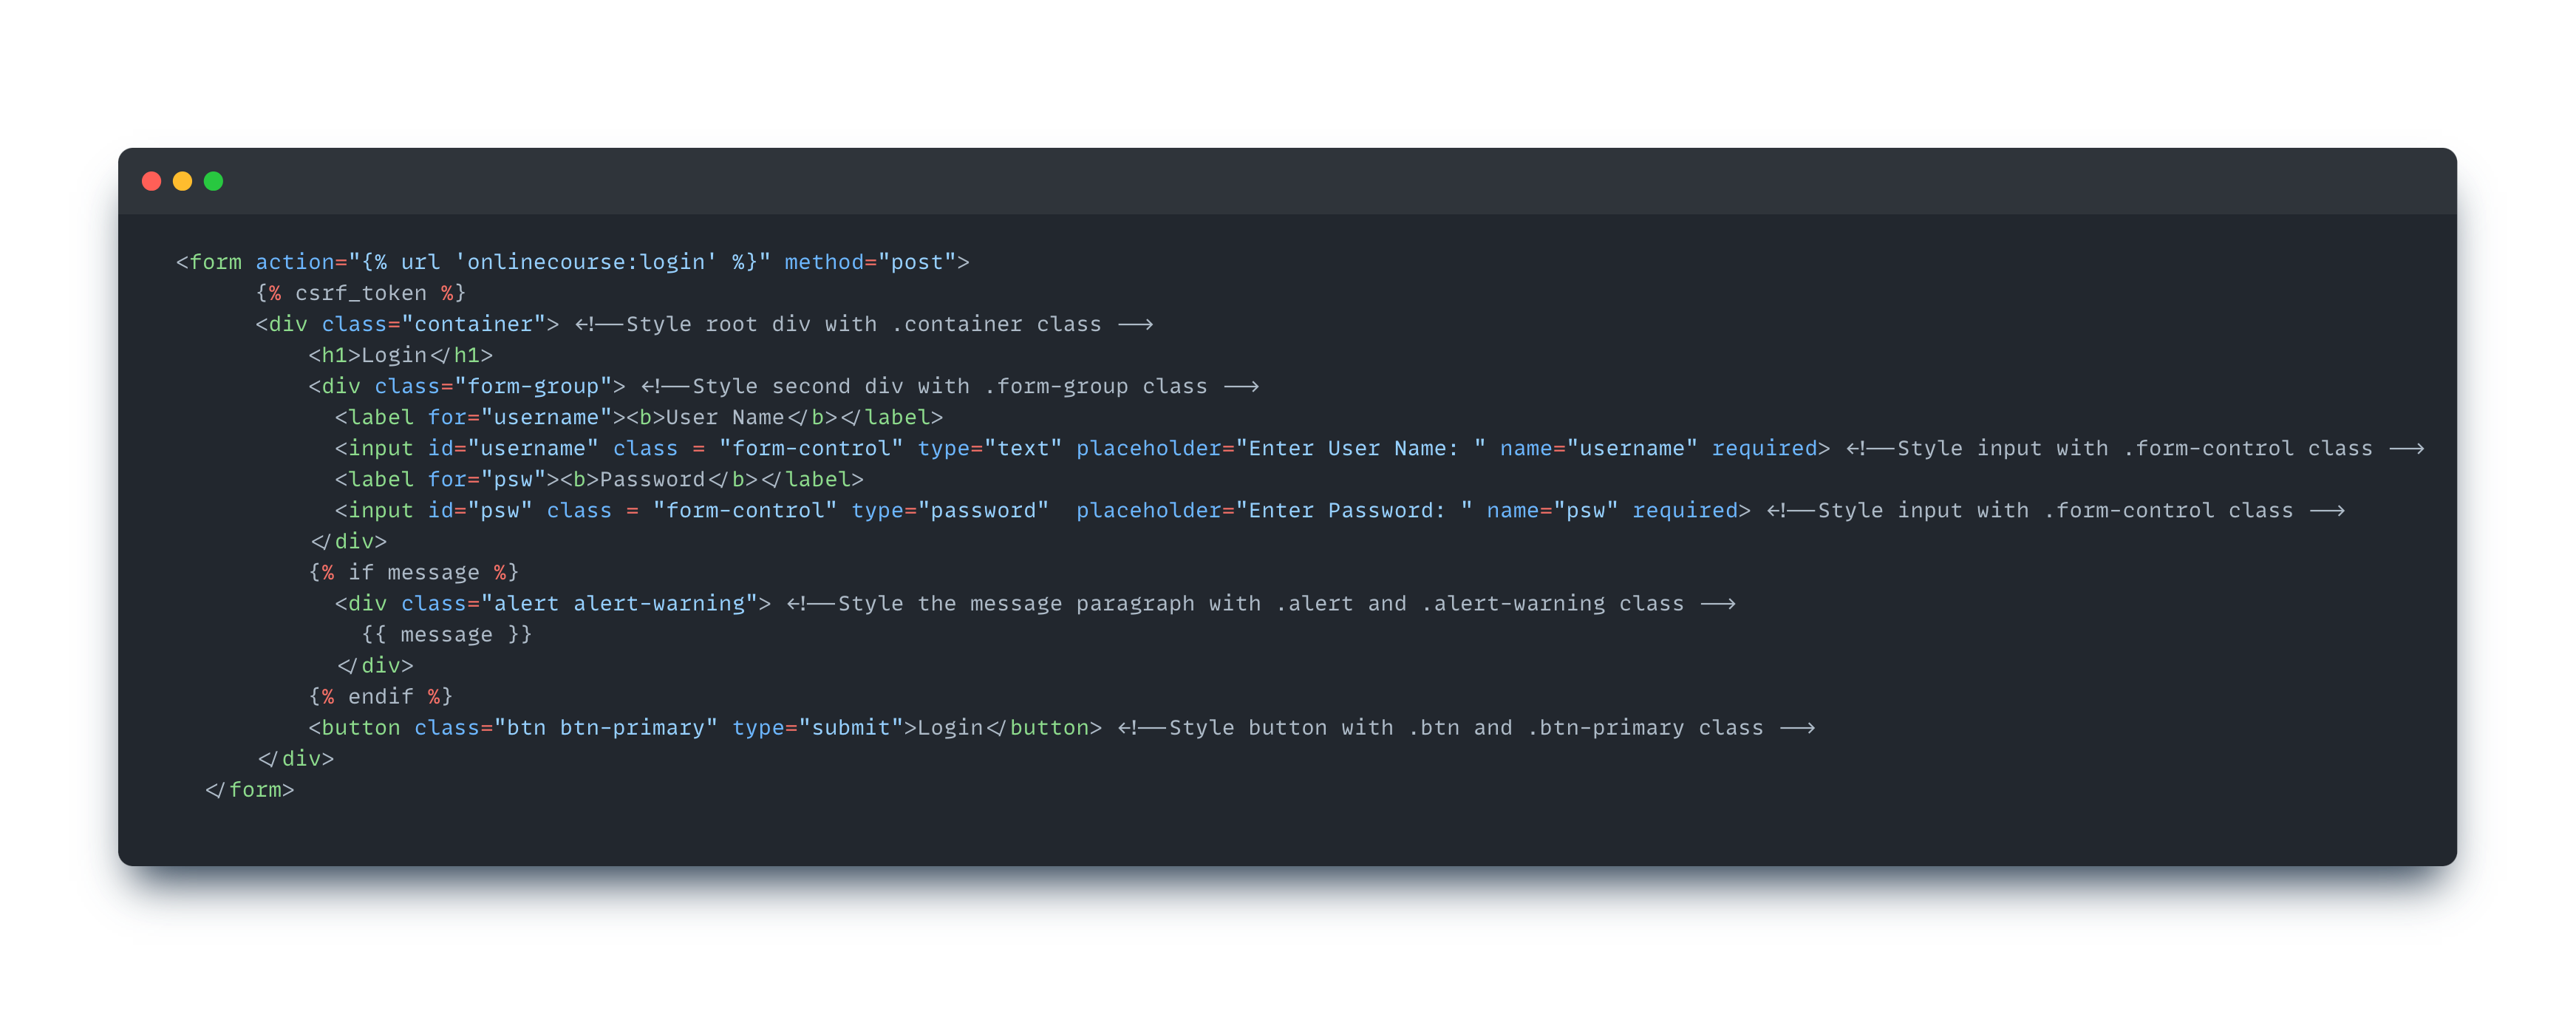 <form action="{% url 'onlinecourse:login' %}" method="post">
{% csrf_token %}
<div class="container"> <!--Style root div with .container class -->
<h1>Login</h1>
<div class="form-group"> <!--Style second div with .form-group class -->
<label for="username"><b>User Name</b></label>
<input id="username" class = "form-control" type="text" placeholder="Enter User Name: " name="username" required> <!--Style input with .form-control class -->
<label for="psw"><b>Password</b></label>
<input id="psw" class = "form-control" type="password"  placeholder="Enter Password: " name="psw" required> <!--Style input with .form-control class -->
</div>
{% if message %}
<div class="alert alert-warning"> <!--Style the message paragraph with .alert and .alert-warning class -->
{{ message }}
</div>
{% endif %}
<button class="btn btn-primary" type="submit">Login</button> <!--Style button with .btn and .btn-primary class -->
</div>
</form>